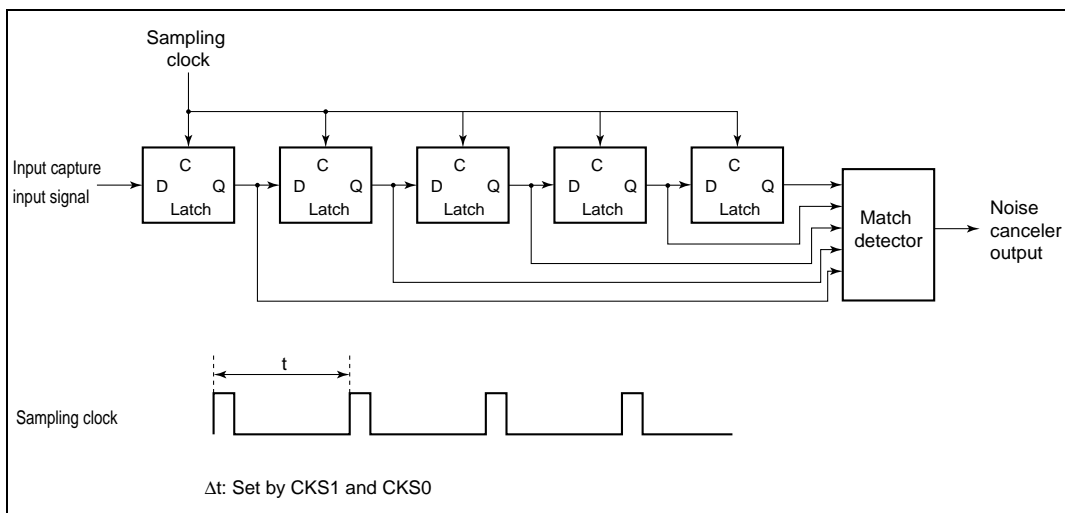 Sampling
clock
Input capture
input signal
C
D Q
Latch
C
D Q
Latch
C
D Q
Latch
C
D Q
Latch
C
D Q
Latch
Match
detector
Noise
canceler
output
t
Sampling clock
Δt: Set by CKS1 and CKS0